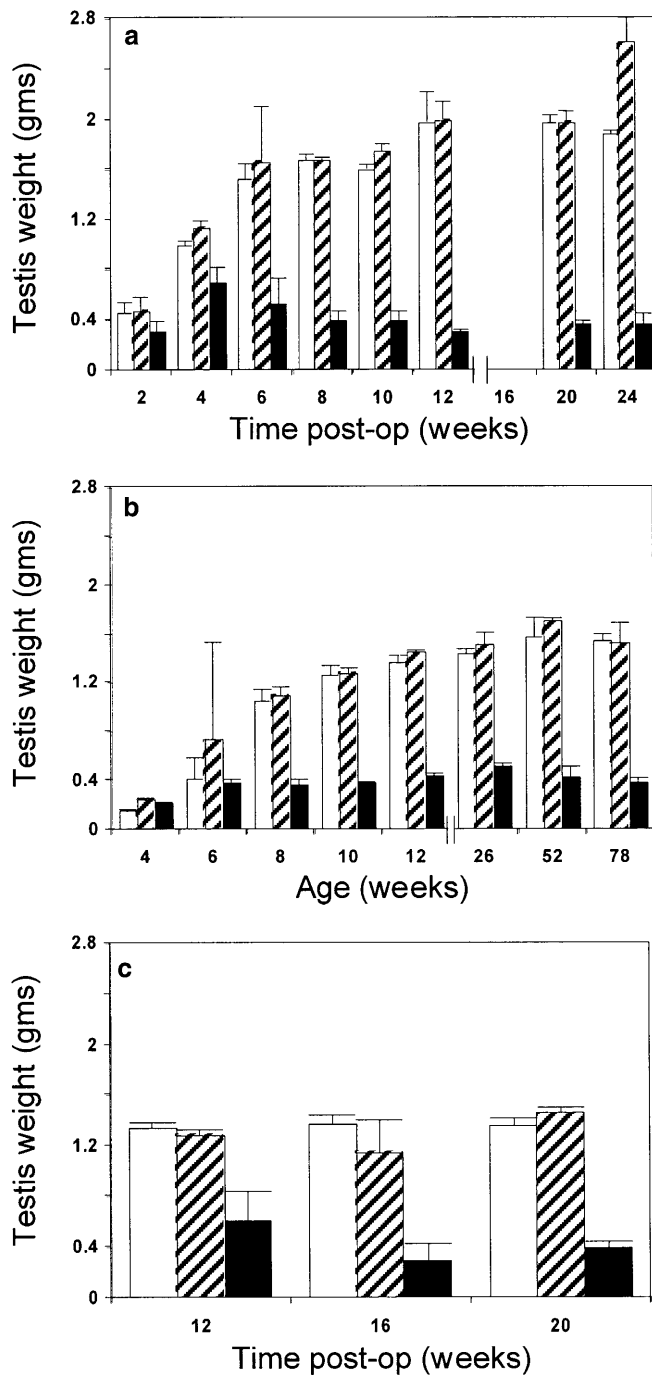 a
Testis weight (gms)
2.8
2
1.2
0.4
0
2 4 6 8 10 12 16 20 24
Time post-op (weeks)
b
Testis weight (gms)
2.8
2
1.2
0.4
0
4 6 8 10 12 26 52 78
Age (weeks)
c
Testis weight (gms)
2.8
2
1.2
0.4
0
12 16 20
Time post-op (weeks)